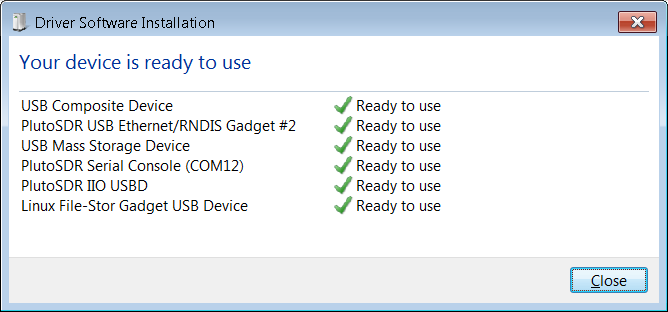 Driver Software Installation
Your device is ready to use
USB Composite Device Ready to use
PlutoSDR USB Ethernet/RNDIS Gadget #2 Ready to use
USB Mass Storage Device Ready to use
PlutoSDR Serial Console (COM12) Ready to use
PlutoSDR IIO USBD Ready to use
Linux File-Stor Gadget USB Device Ready to use
Close